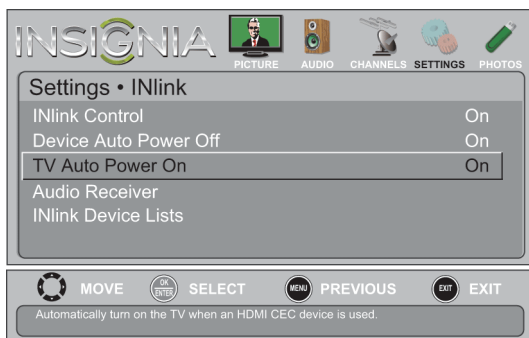 INSIGNIA
PICTURE AUDIO CHANNELS SETTINGS PHOTOS
Settings • INlink
INlink Control On
Device Auto Power Off On
TV Auto Power On On
Audio Receiver
INlink Device Lists
MOVE OK ENTER SELECT MENU PREVIOUS EXIT EXIT
Automatically turn on the TV when an HDMI CEC device is used.